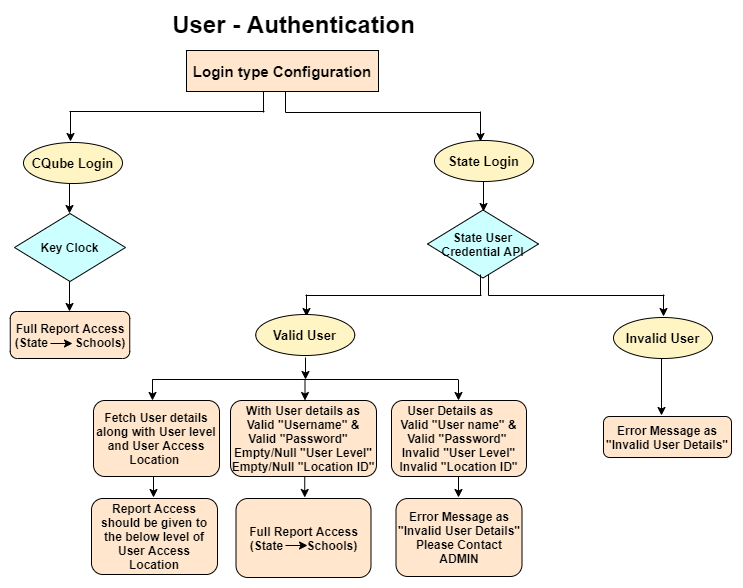 User - Authentication
Login type Configuration
CQube Login
State Login
Key Clock
State User
Credential API
Full Report Access
(State → Schools)
Valid User
Invalid User
Fetch User details
along with User level
and User Access
Location
With User details as
Valid "Username" &
Valid "Password"
Empty/Null "User Level"
Empty/Null "Location ID"
User Details as
Valid "User name" &
Valid "Password"
Invalid "User Level"
Invalid "Location ID"
Error Message as
"Invalid User Details"
Report Access
should be given to
the below level of
User Access
Location
Full Report Access
(State → Schools)
Error Message as
"Invalid User Details"
Please Contact
ADMIN